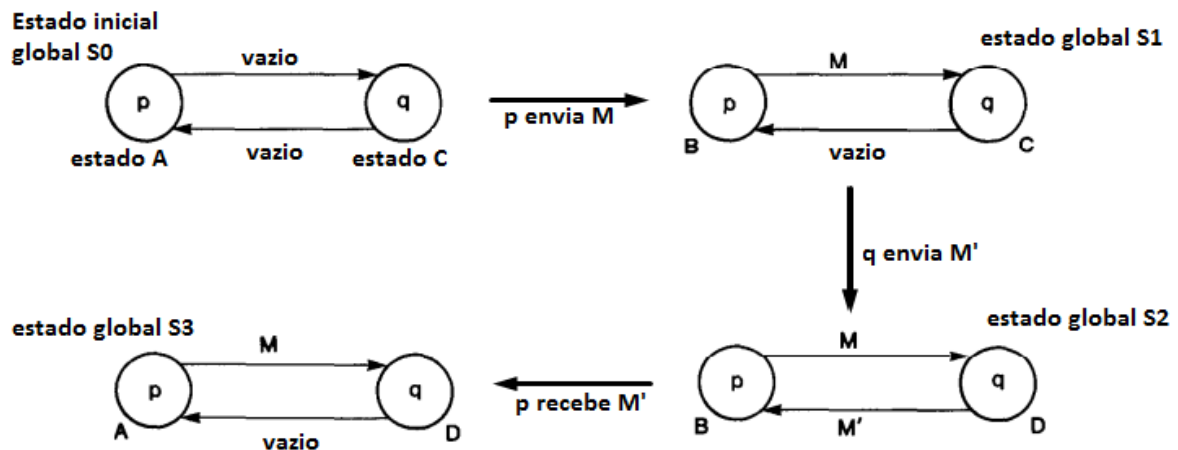 Estado inicial
global S0
vazio
p
q
vazio
estado A
estado C
p envia M
estado global S1
M
p
q
B
vazio
C
q envia M'
estado global S2
M
p
q
B
M'
D
p recebe M'
estado global S3
M
p
q
A
vazio
D